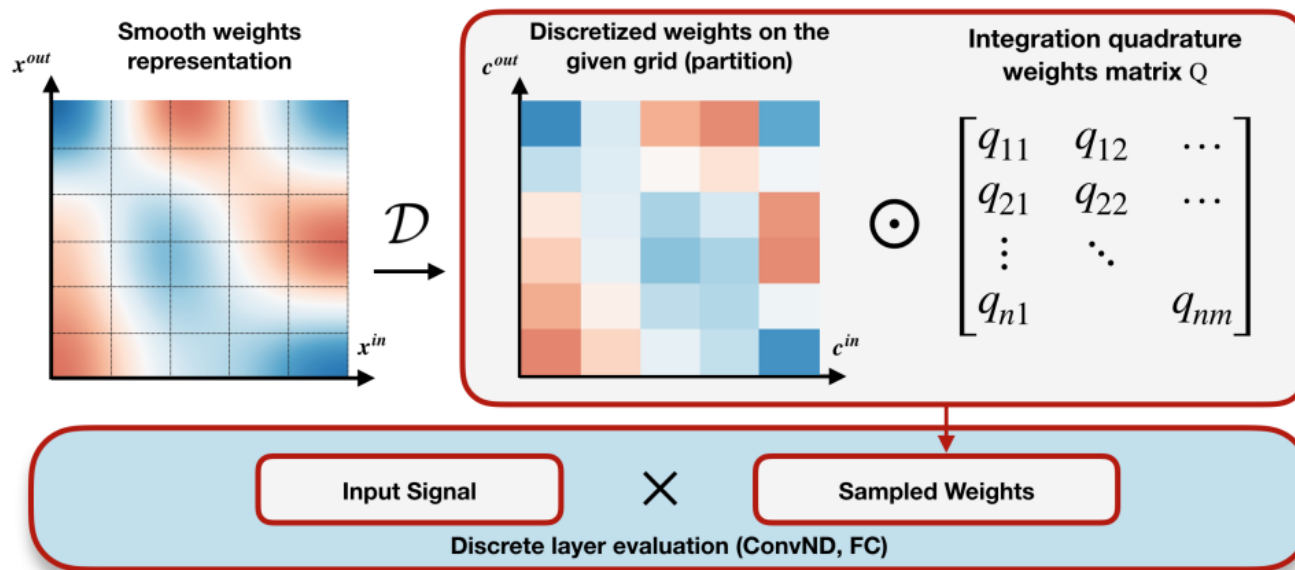 Smooth weights
representation
x^out
x^in
𝒟
Discretized weights on the
given grid (partition)
c^out
c^in
⊙
Integration quadrature
weights matrix Q
q11 q12 ...
q21 q22 ...
⋮ ⋱
qn1 qnm
Input Signal × Sampled Weights
Discrete layer evaluation (ConvND, FC)